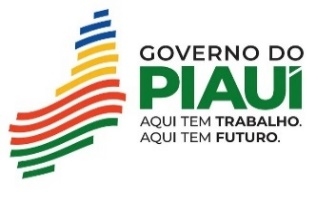 GOVERNO DO
PIAUÍ
AQUI TEM TRABALHO.
AQUI TEM FUTURO.